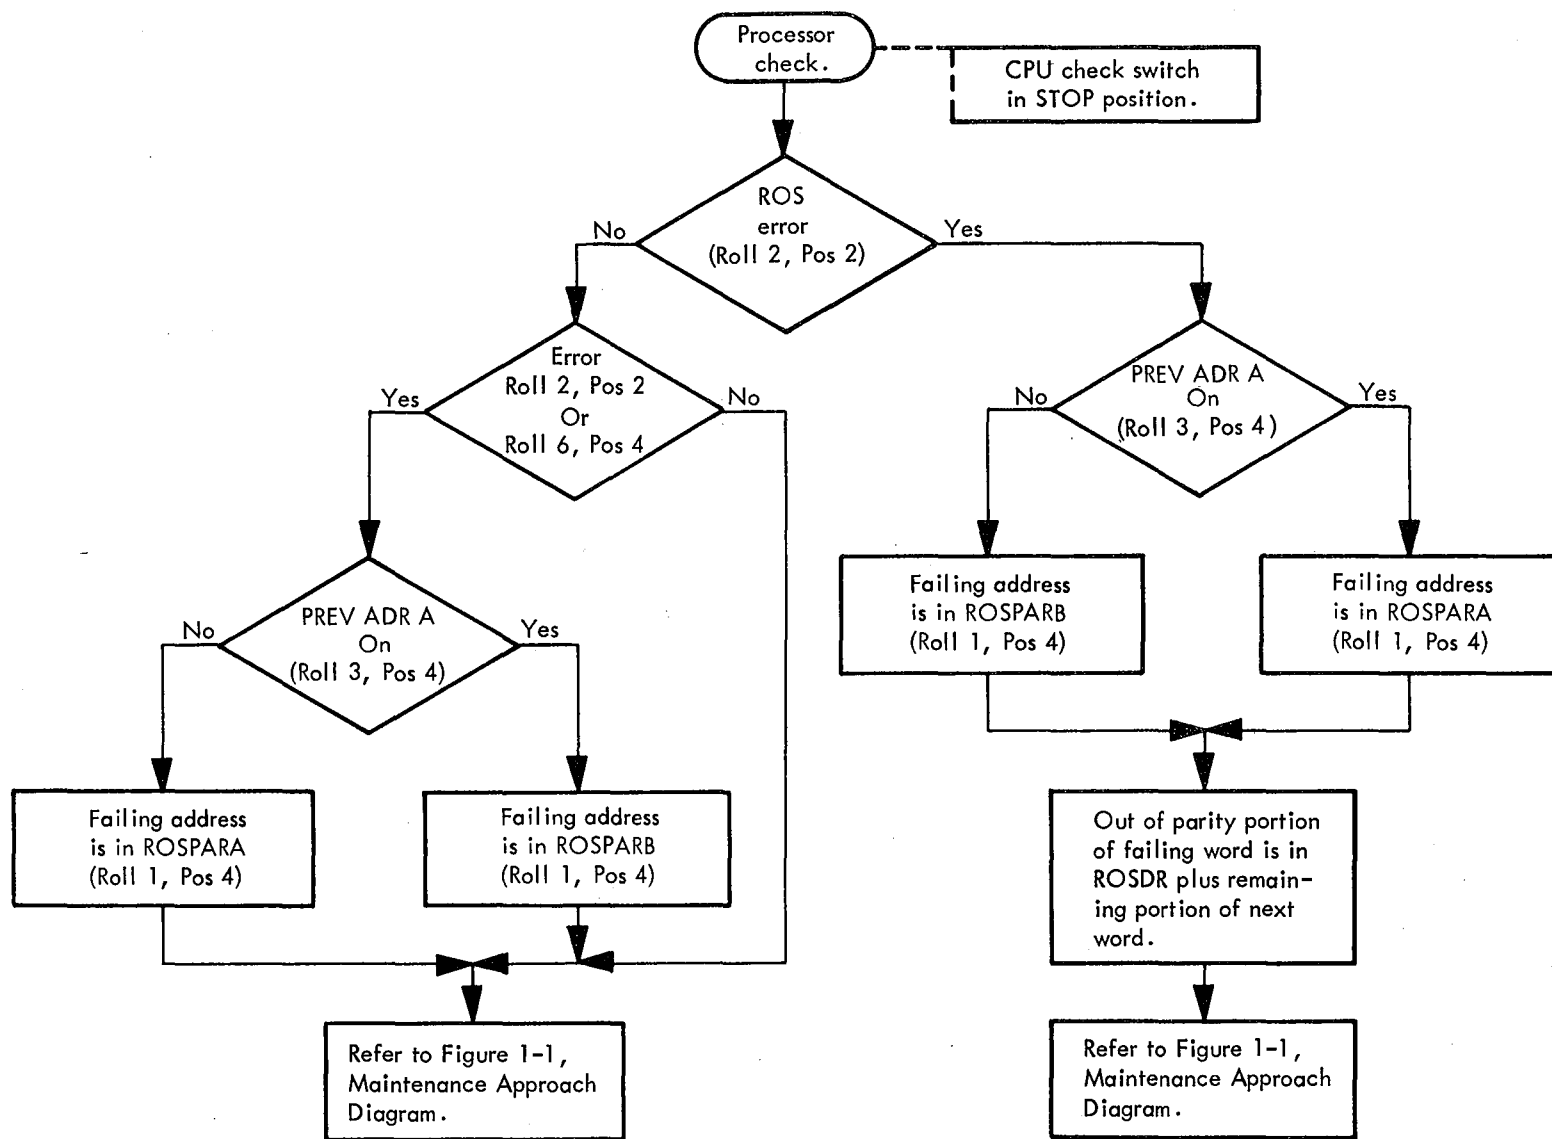 Processor
check.
CPU check switch
in STOP position.
ROS
error
(Roll 2, Pos 2)
No
Yes
Error
Roll 2, Pos 2
Or
Roll 6, Pos 4
Yes
No
PREV ADR A
On
(Roll 3, Pos 4)
No
Yes
PREV ADR A
On
(Roll 3, Pos 4)
No
Yes
Failing address
is in ROSPARB
(Roll 1, Pos 4)
Failing address
is in ROSPARA
(Roll 1, Pos 4)
Failing address
is in ROSPARA
(Roll 1, Pos 4)
Failing address
is in ROSPARB
(Roll 1, Pos 4)
Out of parity portion
of failing word is in
ROSDR plus remain-
ing portion of next
word.
Refer to Figure 1-1,
Maintenance Approach
Diagram.
Refer to Figure 1-1,
Maintenance Approach
Diagram.